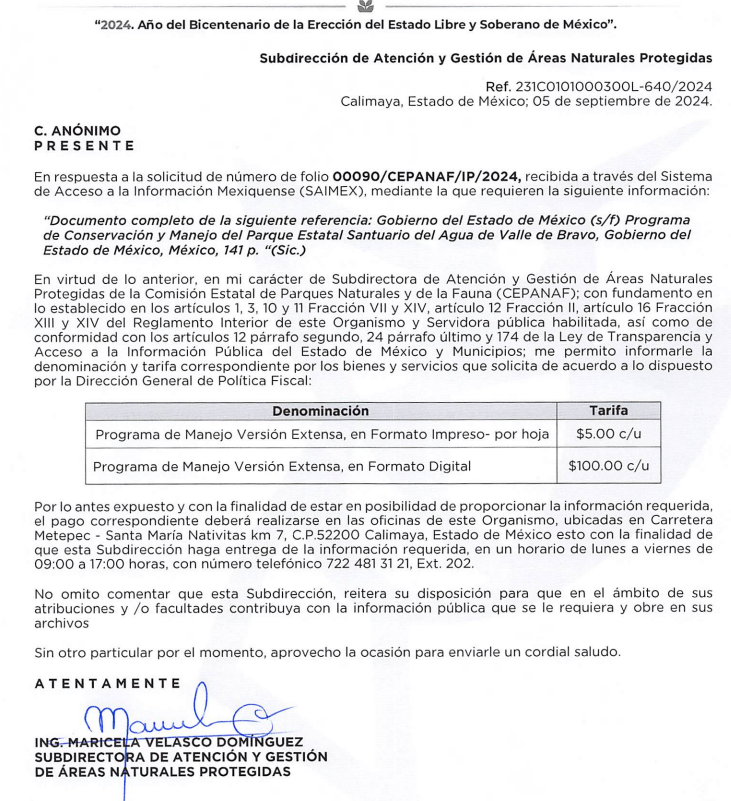 “2024. Año del Bicentenario de la Erección del Estado Libre y Soberano de México”.
Subdirección de Atención y Gestión de Áreas Naturales Protegidas
Ref. 231C0101000300L-640/2024
Calimaya, Estado de México; 05 de septiembre de 2024.
C. ANÓNIMO
P R E S E N T E
En respuesta a la solicitud de número de folio 00090/CEPANAF/IP/2024, recibida a través del Sistema
de Acceso a la Información Mexiquense (SAIMEX), mediante la que requieren la siguiente información:
“Documento completo de la siguiente referencia: Gobierno del Estado de México (s/f) Programa
de Conservación y Manejo del Parque Estatal Santuario del Agua de Valle de Bravo, Gobierno del
Estado de México, México, 141 p. “(Sic.)
En virtud de lo anterior, en mi carácter de Subdirectora de Atención y Gestión de Áreas Naturales
Protegidas de la Comisión Estatal de Parques Naturales y de la Fauna (CEPANAF); con fundamento en
lo establecido en los artículos 1, 3, 10 y 11 Fracción VII y XIV, artículo 12 Fracción II, artículo 16 Fracción
XIII y XIV del Reglamento Interior de este Organismo y Servidora pública habilitada, así como de
conformidad con los artículos 12 párrafo segundo, 24 párrafo último y 174 de la Ley de Transparencia y
Acceso a la Información Pública del Estado de México y Municipios; me permito informarle la
denominación y tarifa correspondiente por los bienes y servicios que solicita de acuerdo a lo dispuesto
por la Dirección General de Política Fiscal:
Denominación Tarifa
Programa de Manejo Versión Extensa, en Formato Impreso- por hoja $5.00 c/u
Programa de Manejo Versión Extensa, en Formato Digital $100.00 c/u
Por lo antes expuesto y con la finalidad de estar en posibilidad de proporcionar la información requerida,
el pago correspondiente deberá realizarse en las oficinas de este Organismo, ubicadas en Carretera
Metepec - Santa María Nativitas km 7, C.P.52200 Calimaya, Estado de México esto con la finalidad de
que esta Subdirección haga entrega de la información requerida, en un horario de lunes a viernes de
09:00 a 17:00 horas, con número telefónico 722 481 31 21, Ext. 202.
No omito comentar que esta Subdirección, reitera su disposición para que en el ámbito de sus
atribuciones y /o facultades contribuya con la información pública que se le requiera y obre en sus
archivos
Sin otro particular por el momento, aprovecho la ocasión para enviarle un cordial saludo.
A T E N T A M E N T E
ING. MARICELA VELASCO DOMÍNGUEZ
SUBDIRECTORA DE ATENCIÓN Y GESTIÓN
DE ÁREAS NATURALES PROTEGIDAS